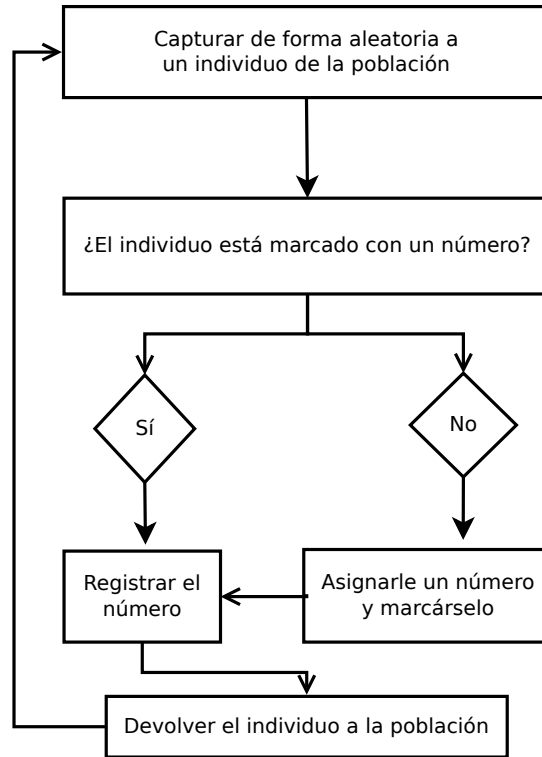 Capturar de forma aleatoria a
un individuo de la población
¿El individuo está marcado con un número?
Sí
No
Registrar el
número
Asignarle un número
y marcárselo
Devolver el individuo a la población